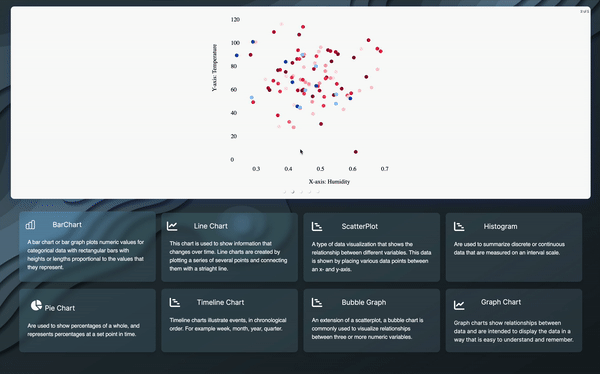 120
100
80
60
40
20
0
Y-axis: Temperature
0.3 0.4 0.5 0.6 0.7
X-axis: Humidity
BarChart
A bar chart or bar graph plots numeric values for
categorical data with rectangular bars with
heights or lengths proportional to the values that
they represent.
Line Chart
This chart is used to show information that
changes over time. Line charts are created by
plotting a series of several points and connecting
them with a striaght line.
ScatterPlot
A type of data visualization that shows the
relationship between different variables. This data
is shown by placing various data points between
an x- and y-axis.
Histogram
Are used to summarize discrete or continuous
data that are measured on an interval scale.
Pie Chart
Are used to show percentages of a whole, and
represents percentages at a set point in time.
Timeline Chart
Timeline charts illustrate events, in chronological
order. For example week, month, year, quarter.
Bubble Graph
An extension of a scatterplot, a bubble chart is
commonly used to visualize relationships
between three or more numeric variables.
Graph Chart
Graph charts show relationships between
data and are intended to display the data in a
way that is easy to understand and remember.